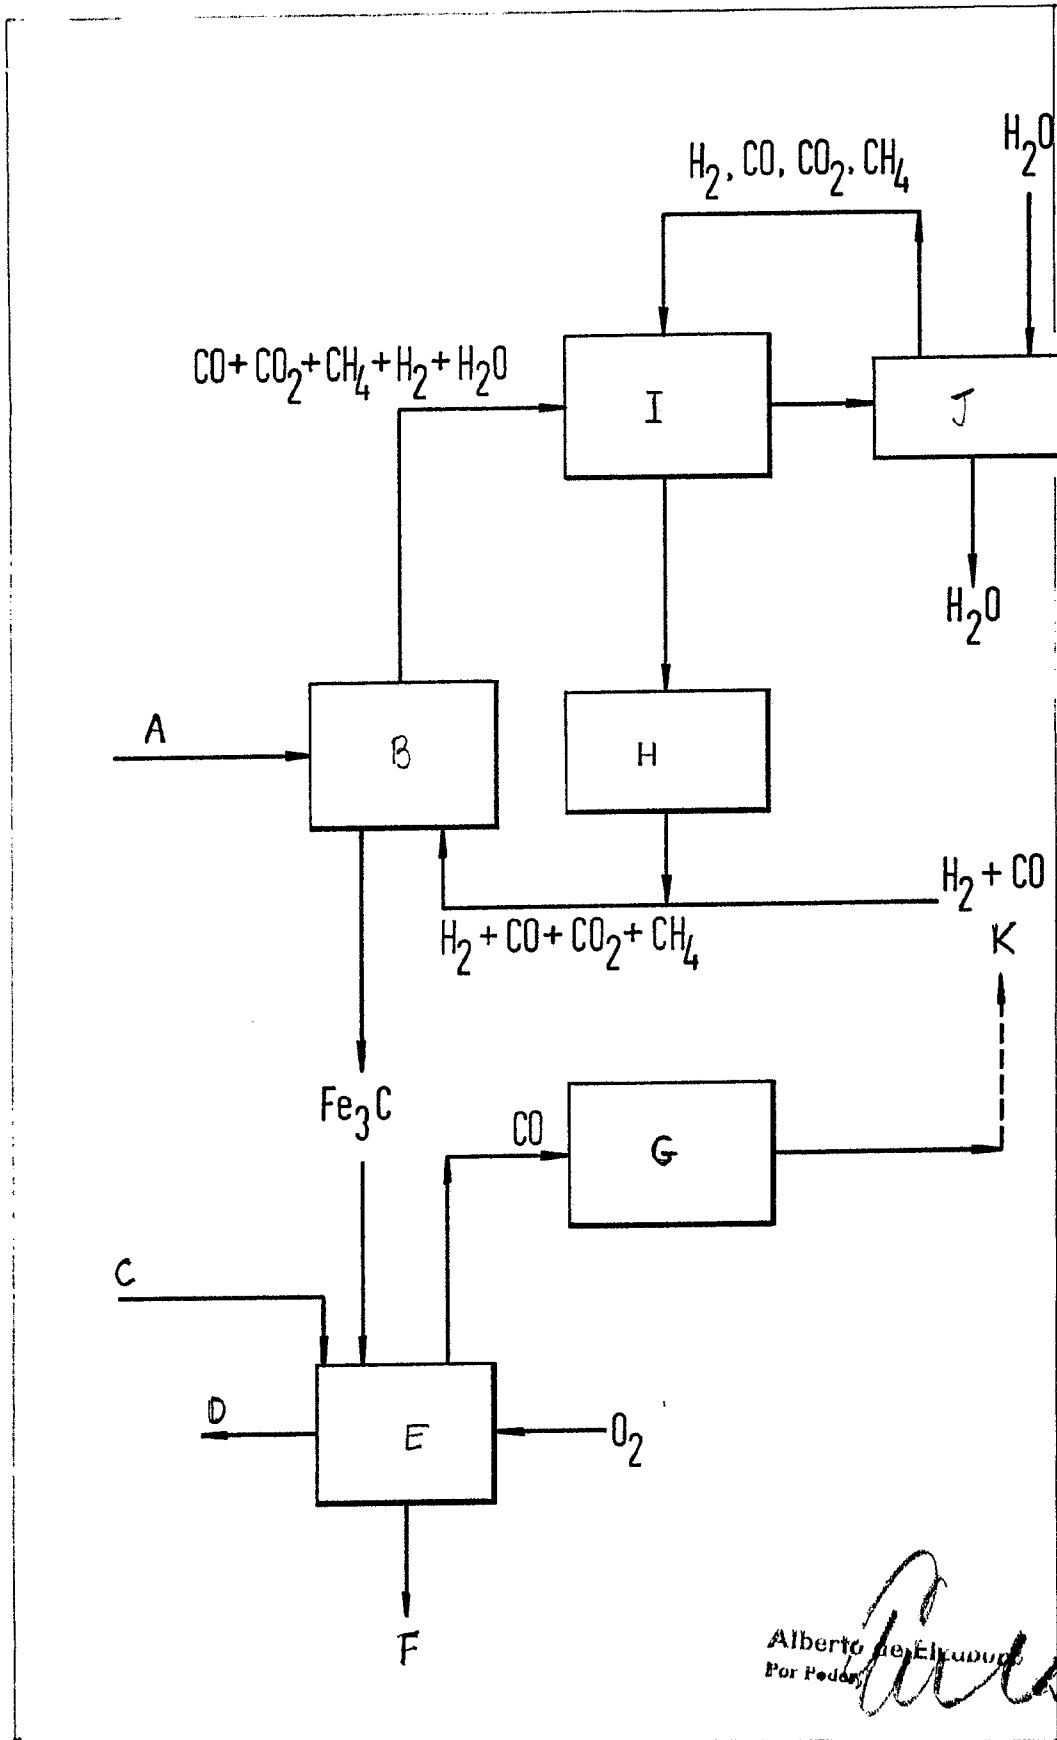 H₂O
H₂, CO, CO₂, CH₄
CO+CO₂+CH₄+H₂+H₂O
I
J
H₂O
A
B
H
H₂+CO
H₂+CO+CO₂+CH₄
K
Fe₃C
CO
G
C
D
E
O₂
F
Alberto de
Por Poder